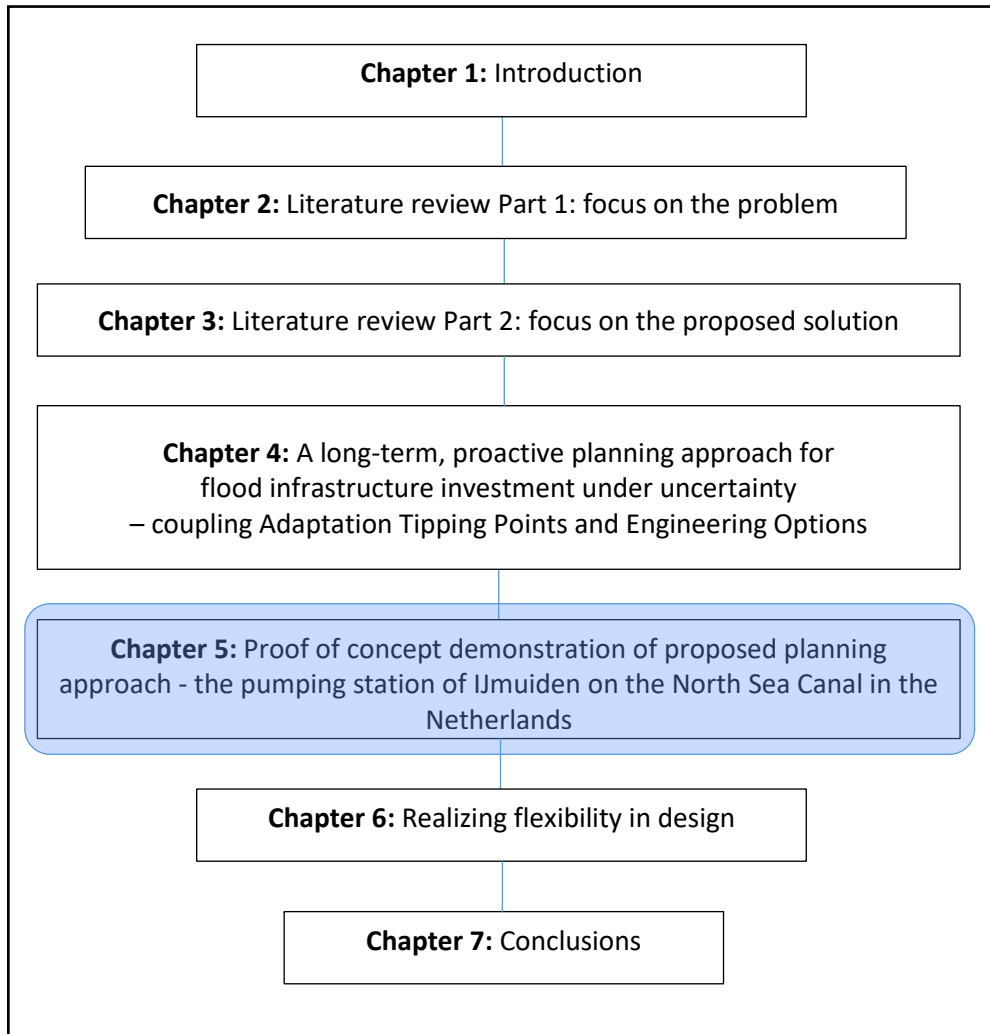 Chapter 1: Introduction
Chapter 2: Literature review Part 1: focus on the problem
Chapter 3: Literature review Part 2: focus on the proposed solution
Chapter 4: A long-term, proactive planning approach for
flood infrastructure investment under uncertainty
– coupling Adaptation Tipping Points and Engineering Options
Chapter 5: Proof of concept demonstration of proposed planning
approach - the pumping station of IJmuiden on the North Sea Canal in the
Netherlands
Chapter 6: Realizing flexibility in design
Chapter 7: Conclusions